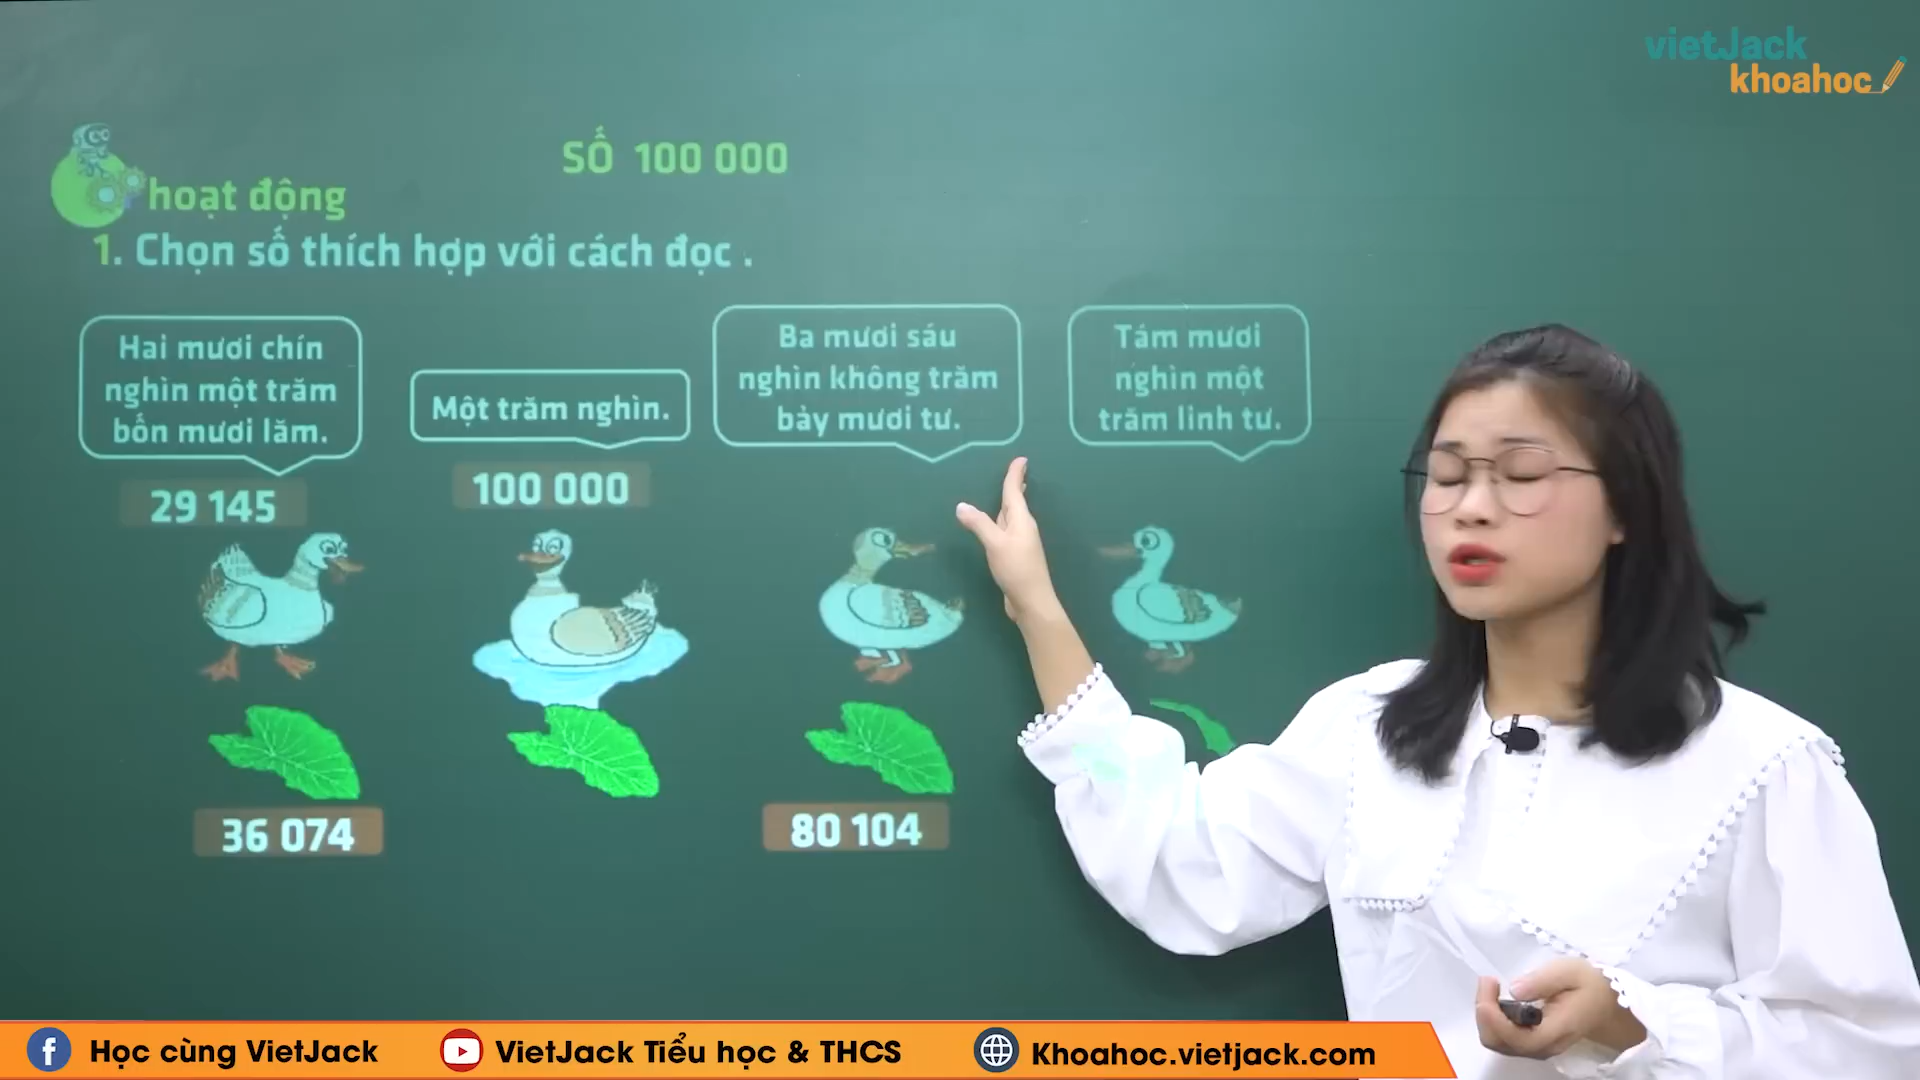 vietJack
khoahoc
SỐ 100 000
hoạt động
1. Chọn số thích hợp với cách đọc .
Hai mươi chín
nghìn một trăm
bốn mươi lăm.
Một trăm nghìn.
Ba mươi sáu
nghìn không trăm
bảy mươi tư.
Tám mươi
nghìn một
trăm linh tư.
29 145
100 000
36 074
80 104
Học cùng VietJack
VietJack Tiểu học & THCS
Khoahoc.vietjack.com